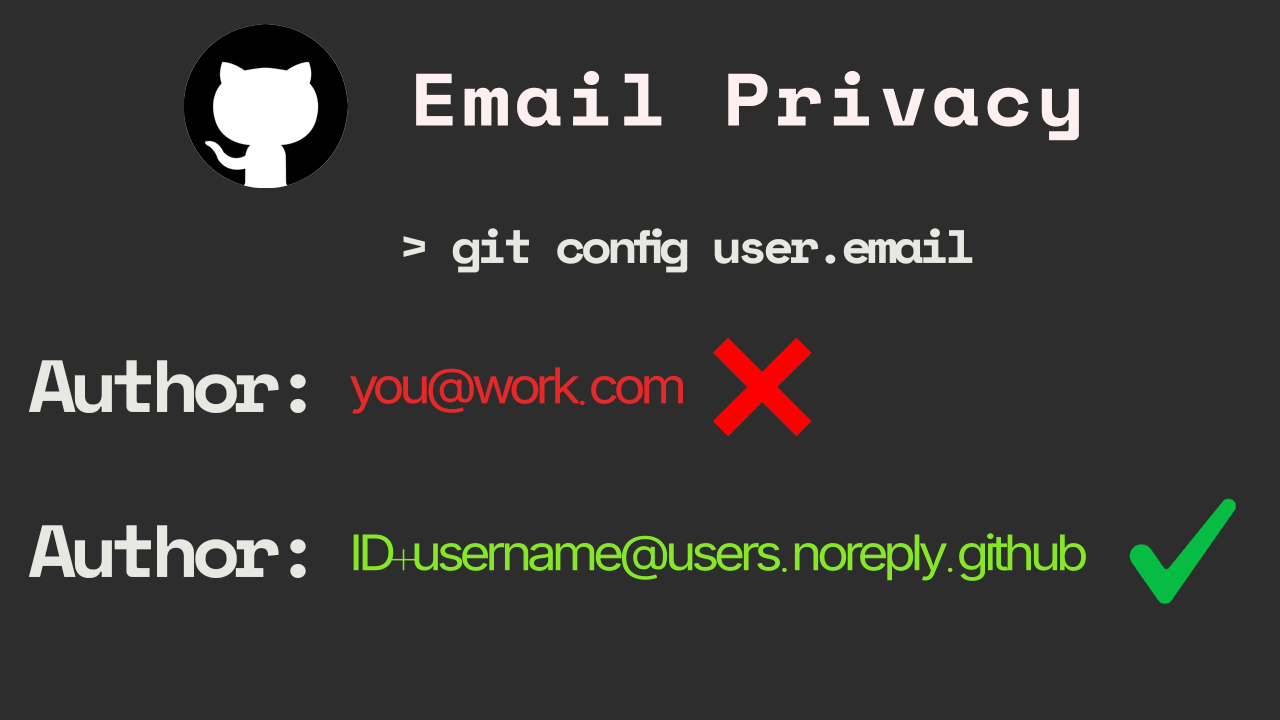 Email Privacy
> git config user.email
Author: you@work.com
Author: ID+username@users.noreply.github